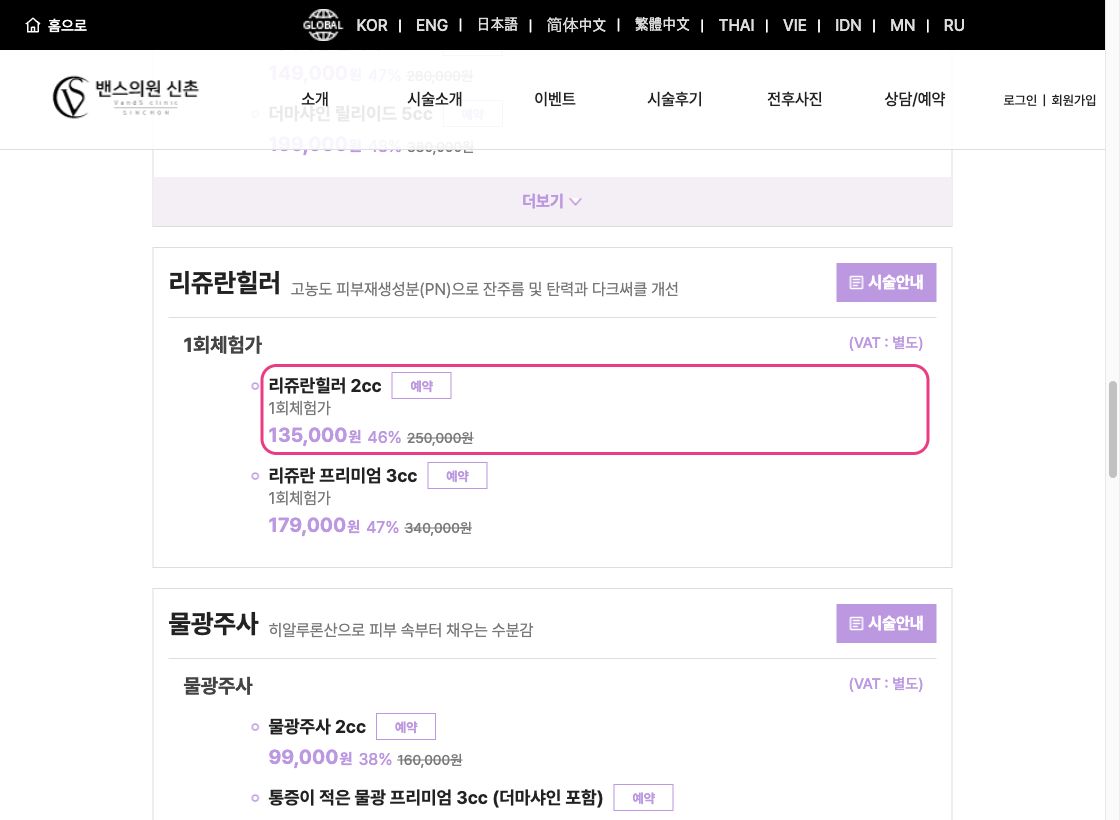 홈으로
GLOBAL KOR | ENG | 日本語 | 简体中文 | 繁體中文 | THAI | VIE | IDN | MN | RU
149,000원 47% 280,000원
밴스의원 신촌
VandS clinic
SINCHON
소개 시술소개 이벤트 시술후기 전후사진 상담/예약 로그인 | 회원가입
더마샤인 릴리이드 5cc 예약
199,000원 48% 380,000원
더보기
리쥬란힐러 고농도 피부재생성분(PN)으로 잔주름 및 탄력과 다크써클 개선 시술안내
1회체험가 (VAT : 별도)
리쥬란힐러 2cc 예약
1회체험가
135,000원 46% 250,000원
리쥬란 프리미엄 3cc 예약
1회체험가
179,000원 47% 340,000원
물광주사 히알루론산으로 피부 속부터 채우는 수분감 시술안내
물광주사 (VAT : 별도)
물광주사 2cc 예약
99,000원 38% 160,000원
통증이 적은 물광 프리미엄 3cc (더마샤인 포함) 예약